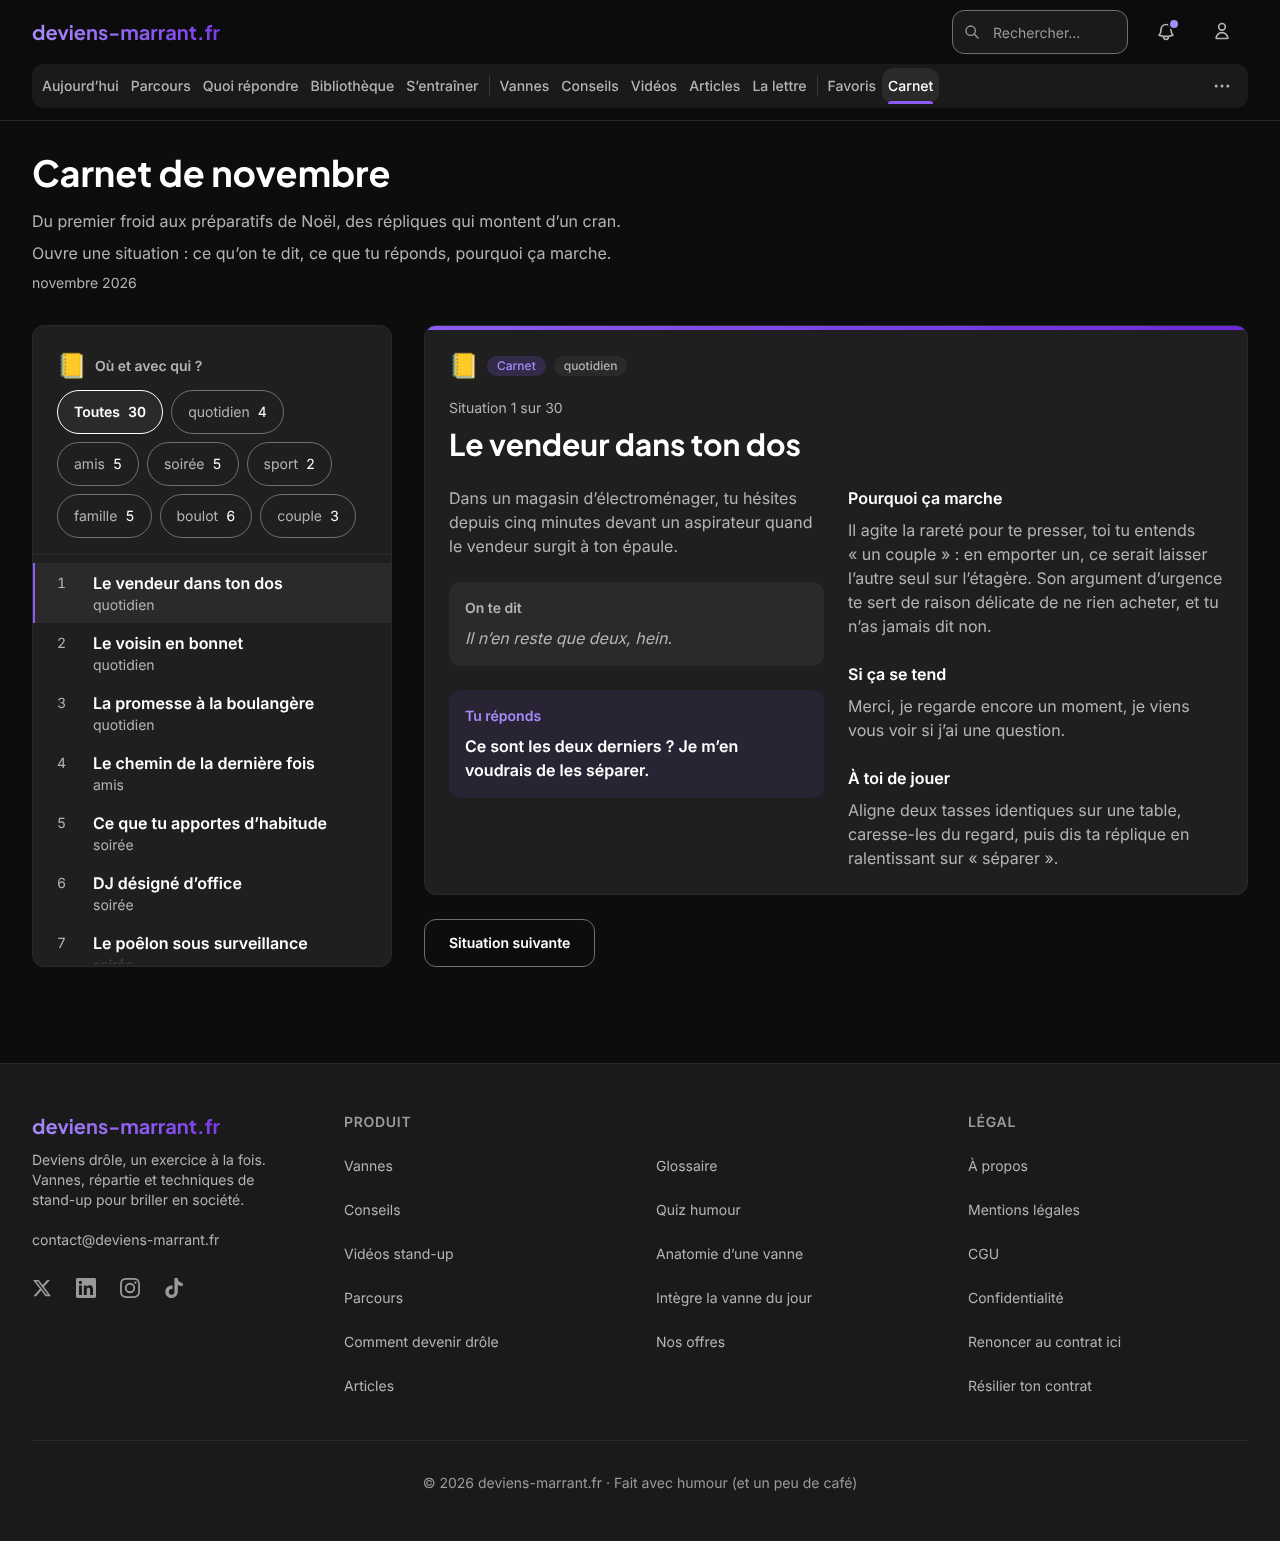 deviens-marrant.fr
Rechercher...
Aujourd’hui Parcours Quoi répondre Bibliothèque S’entraîner Vannes Conseils Vidéos Articles La lettre Favoris Carnet
Carnet de novembre
Du premier froid aux préparatifs de Noël, des répliques qui montent d’un cran.
Ouvre une situation : ce qu’on te dit, ce que tu réponds, pourquoi ça marche.
novembre 2026
Où et avec qui ?
Toutes 30 quotidien 4
amis 5 soirée 5 sport 2
famille 5 boulot 6 couple 3
1 Le vendeur dans ton dos
quotidien
2 Le voisin en bonnet
quotidien
3 La promesse à la boulangère
quotidien
4 Le chemin de la dernière fois
amis
5 Ce que tu apportes d’habitude
soirée
6 DJ désigné d’office
soirée
7 Le poêlon sous surveillance
soirée
Carnet quotidien
Situation 1 sur 30
Le vendeur dans ton dos
Dans un magasin d’électroménager, tu hésites
depuis cinq minutes devant un aspirateur quand
le vendeur surgit à ton épaule.
On te dit
Il n’en reste que deux, hein.
Tu réponds
Ce sont les deux derniers ? Je m’en
voudrais de les séparer.
Pourquoi ça marche
Il agite la rareté pour te presser, toi tu entends
« un couple » : en emporter un, ce serait laisser
l’autre seul sur l’étagère. Son argument d’urgence
te sert de raison délicate de ne rien acheter, et tu
n’as jamais dit non.
Si ça se tend
Merci, je regarde encore un moment, je viens
vous voir si j’ai une question.
À toi de jouer
Aligne deux tasses identiques sur une table,
caresse-les du regard, puis dis ta réplique en
ralentissant sur « séparer ».
Situation suivante
deviens-marrant.fr
Deviens drôle, un exercice à la fois.
Vannes, répartie et techniques de
stand-up pour briller en société.
contact@deviens-marrant.fr
PRODUIT
Vannes
Conseils
Vidéos stand-up
Parcours
Comment devenir drôle
Articles
Glossaire
Quiz humour
Anatomie d’une vanne
Intègre la vanne du jour
Nos offres
LÉGAL
À propos
Mentions légales
CGU
Confidentialité
Renoncer au contrat ici
Résilier ton contrat
© 2026 deviens-marrant.fr · Fait avec humour (et un peu de café)